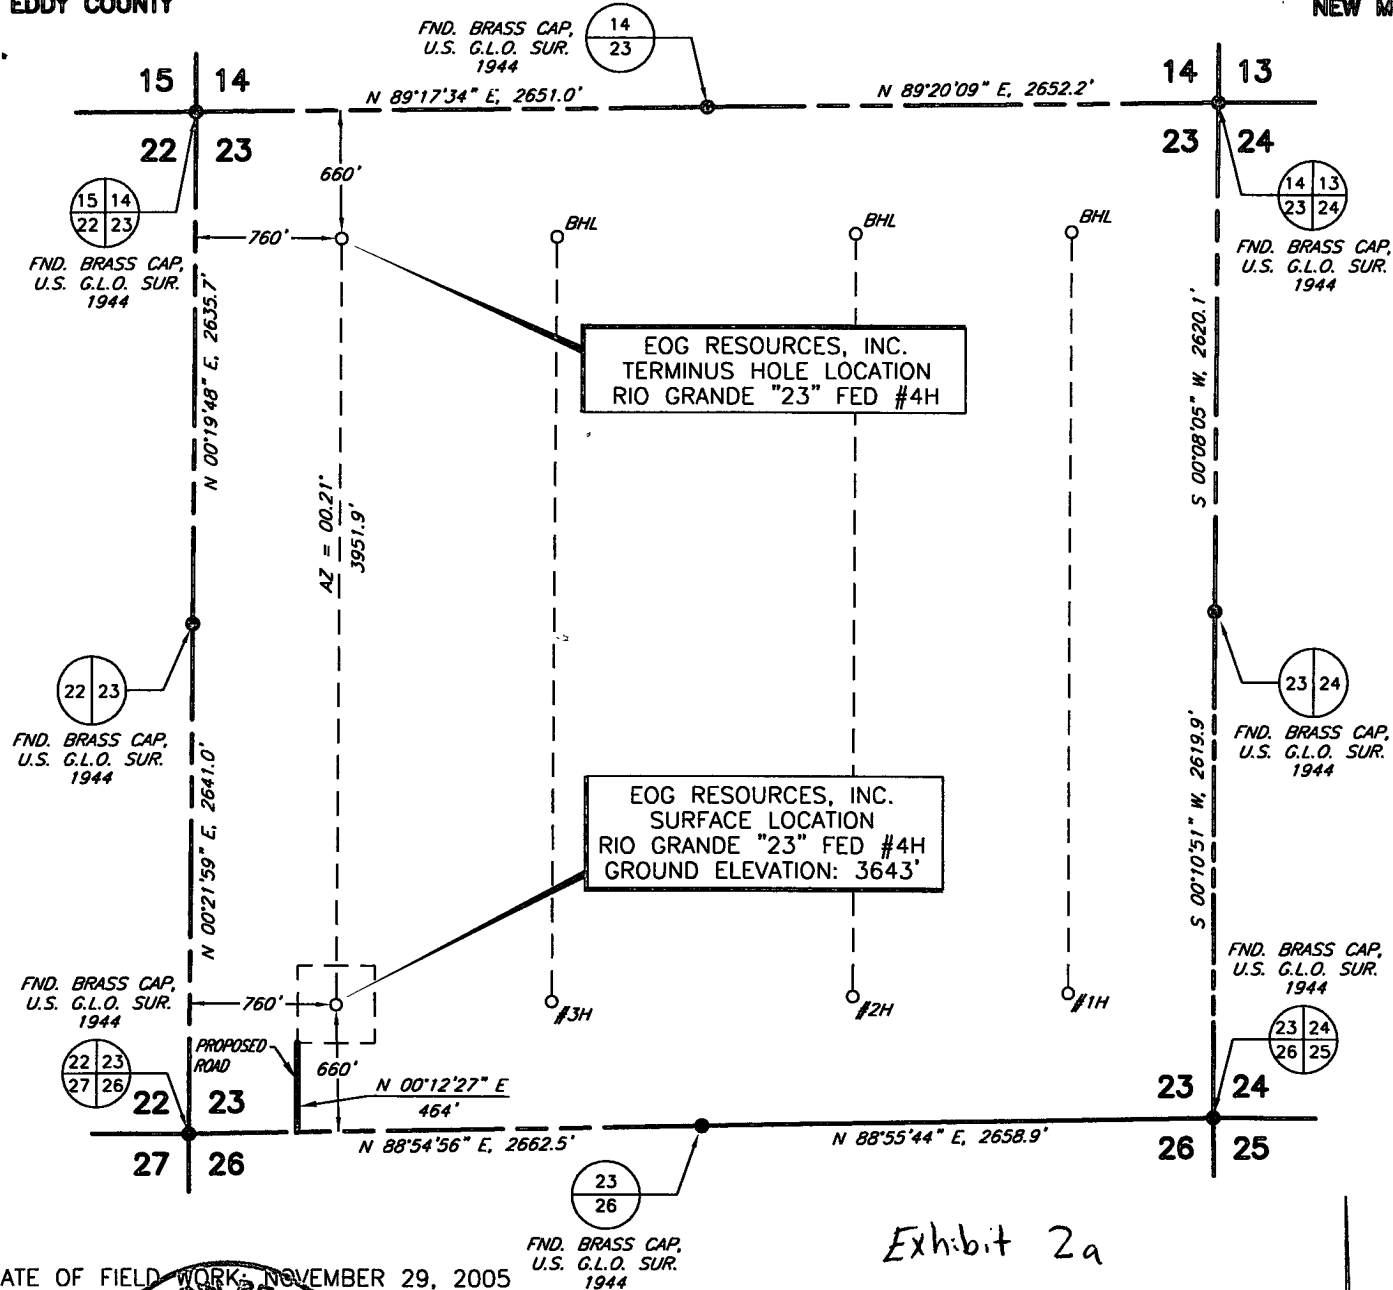 EDDY COUNTY
NEW M
FND. BRASS CAP,
U.S. G.L.O. SUR.
1944
14
23
15 14
14 13
N 89°17'34" E, 2651.0'
N 89°20'09" E, 2652.2'
22 23
23 24
660'
15 14
22 23
14 13
23 24
760'
BHL
BHL
BHL
FND. BRASS CAP,
U.S. G.L.O. SUR.
1944
FND. BRASS CAP,
U.S. G.L.O. SUR.
1944
N 00°19'48" E, 2635.7'
S 00°08'05" W, 2620.1'
EOG RESOURCES, INC.
TERMINUS HOLE LOCATION
RIO GRANDE "23" FED #4H
AZ = 00.21°
3951.9'
22 23
23 24
FND. BRASS CAP,
U.S. G.L.O. SUR.
1944
FND. BRASS CAP,
U.S. G.L.O. SUR.
1944
N 00°21'59" E, 2641.0'
S 00°10'51" W, 2619.9'
EOG RESOURCES, INC.
SURFACE LOCATION
RIO GRANDE "23" FED #4H
GROUND ELEVATION: 3643'
FND. BRASS CAP,
U.S. G.L.O. SUR.
1944
FND. BRASS CAP,
U.S. G.L.O. SUR.
1944
760'
#3H
#2H
#1H
PROPOSED
ROAD
660'
22 23
27 26
23 24
26 25
N 00°12'27" E
464'
22 23
23 24
N 88°54'56" E, 2662.5'
N 88°55'44" E, 2658.9'
27 26
26 25
23
26
FND. BRASS CAP,
U.S. G.L.O. SUR.
1944
Exhibit 2a
ATE OF FIELD WORK: NOVEMBER 29, 2005